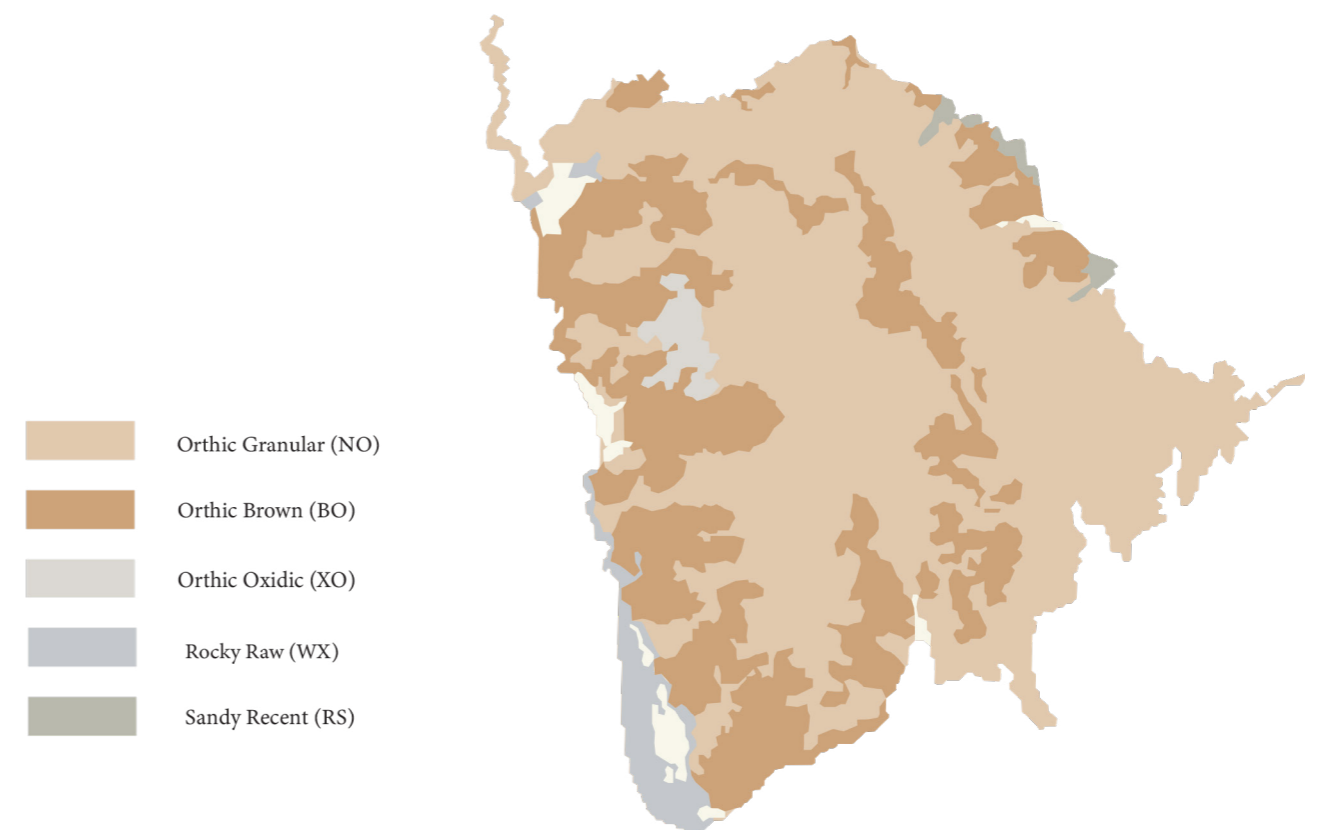 Orthic Granular (NO)
Orthic Brown (BO)
Orthic Oxidic (XO)
Rocky Raw (WX)
Sandy Recent (RS)